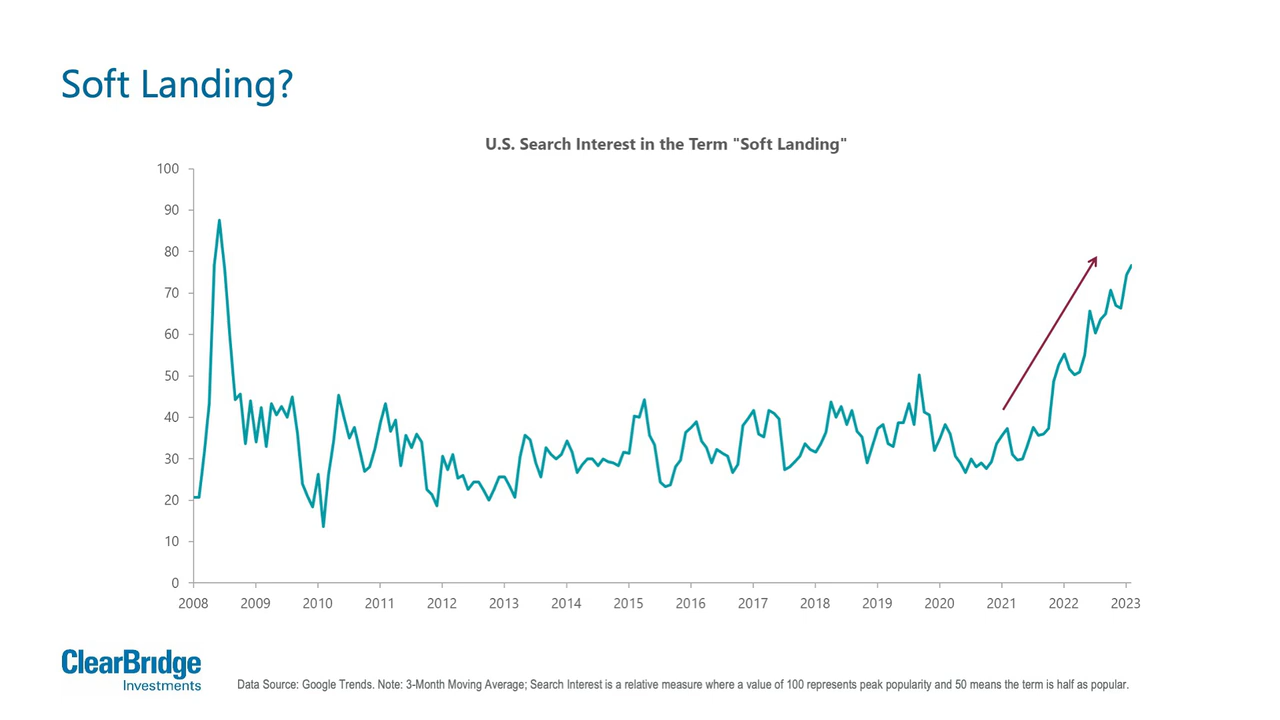 Soft Landing?
U.S. Search Interest in the Term "Soft Landing"
100
90
80
70
60
50
40
30
20
10
0
2008 2009 2010 2011 2012 2013 2014 2015 2016 2017 2018 2019 2020 2021 2022 2023
ClearBridge
Investments
Data Source: Google Trends. Note: 3-Month Moving Average; Search Interest is a relative measure where a value of 100 represents peak popularity and 50 means the term is half as popular.